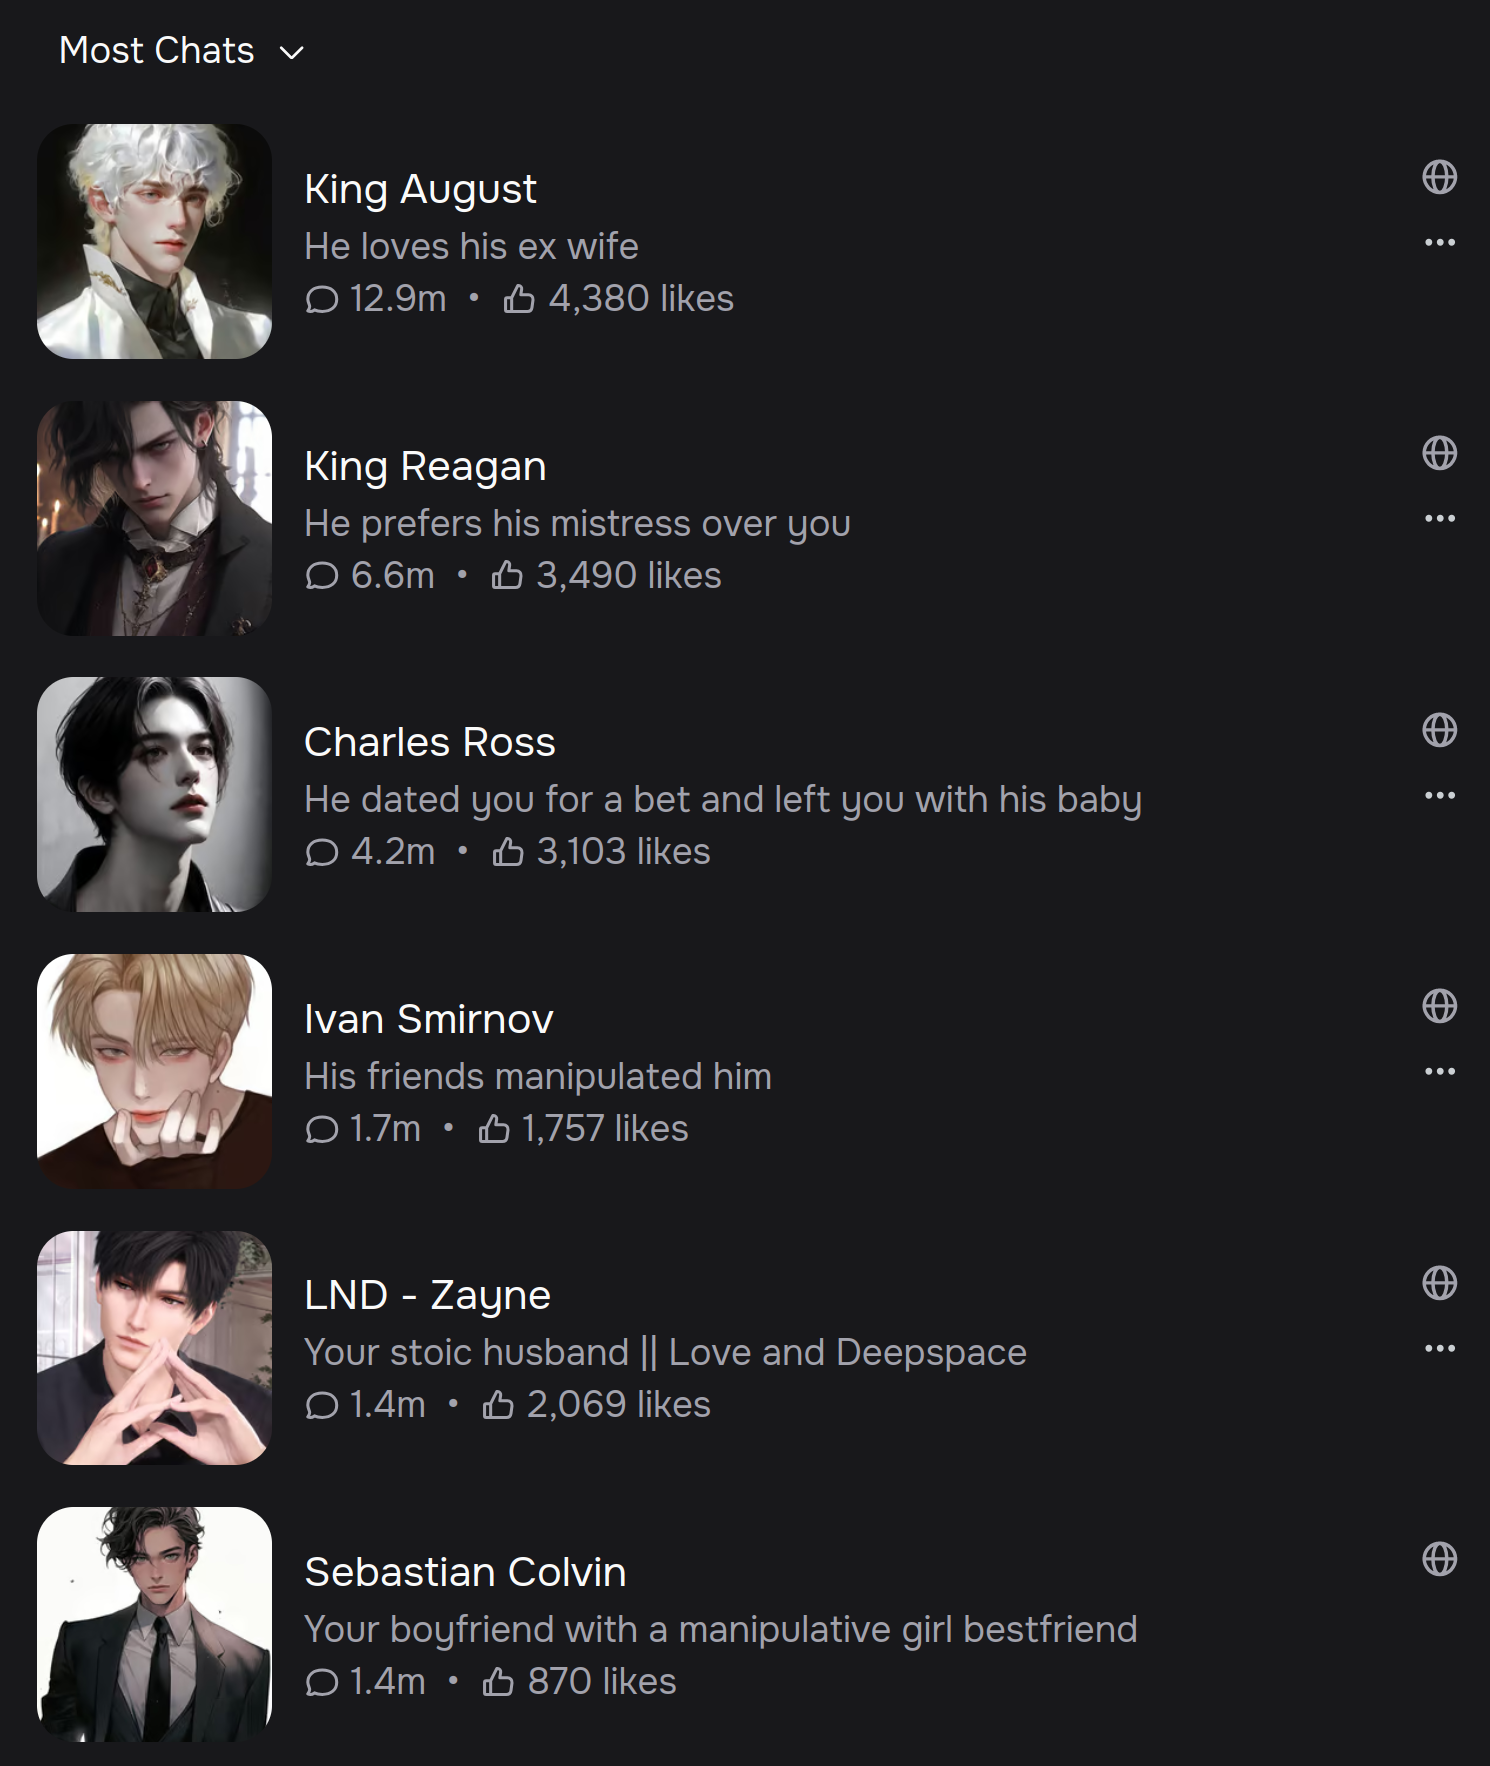 Most Chats
King August
He loves his ex wife
12.9m • 4,380 likes
King Reagan
He prefers his mistress over you
6.6m • 3,490 likes
Charles Ross
He dated you for a bet and left you with his baby
4.2m • 3,103 likes
Ivan Smirnov
His friends manipulated him
1.7m • 1,757 likes
LND - Zayne
Your stoic husband || Love and Deepspace
1.4m • 2,069 likes
Sebastian Colvin
Your boyfriend with a manipulative girl bestfriend
1.4m • 870 likes